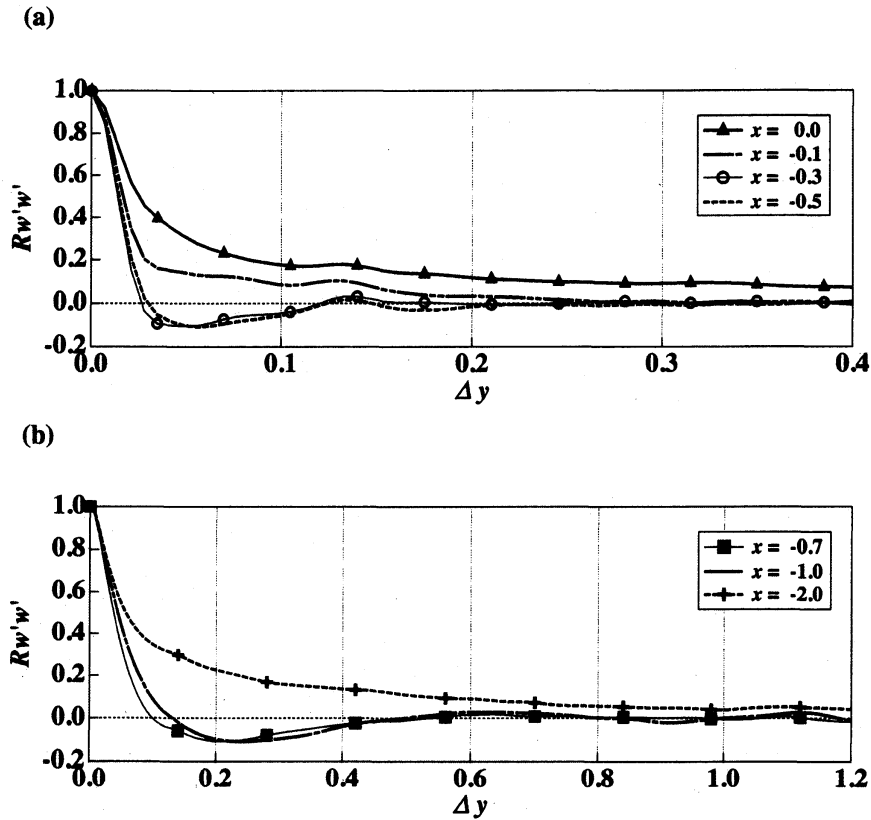 (a)
1.0
0.8
0.6
0.4
0.2
0.0
-0.2
Rw'w'
x = 0.0
x = -0.1
x = -0.3
x = -0.5
0.0 0.1 0.2 0.3 0.4
Δy
(b)
1.0
0.8
0.6
0.4
0.2
0.0
-0.2
Rw'w'
x = -0.7
x = -1.0
x = -2.0
0.0 0.2 0.4 0.6 0.8 1.0 1.2
Δy